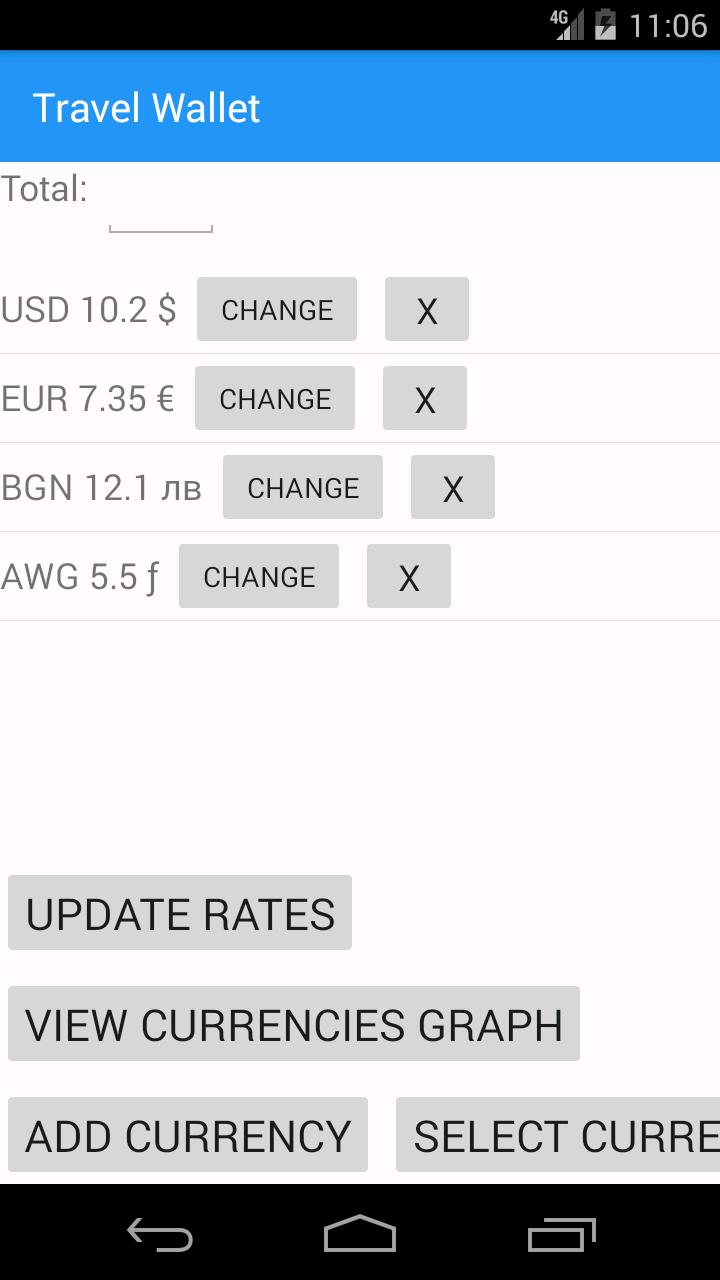 4G 11:06
Travel Wallet
Total:
USD 10.2 $ CHANGE X
EUR 7.35 € CHANGE X
BGN 12.1 лв CHANGE X
AWG 5.5 ƒ CHANGE X
UPDATE RATES
VIEW CURRENCIES GRAPH
ADD CURRENCY SELECT CURRE